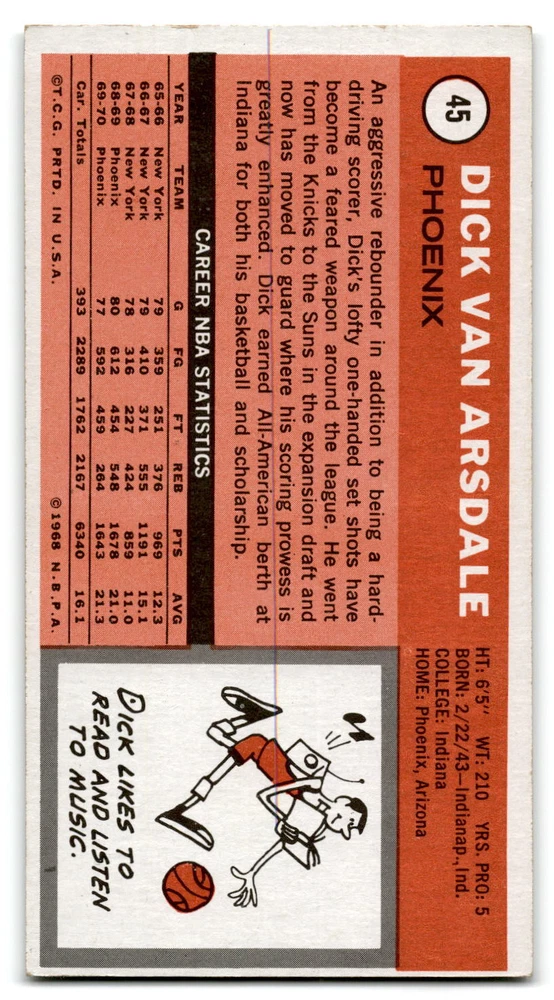 45
DICK VAN ARSDALE
PHOENIX
HT: 6'5" WT: 210 YRS. PRO: 5
BORN: 2/22/43—Indianap., Ind.
COLLEGE: Indiana
HOME: Phoenix, Arizona
An aggressive rebounder in addition to being a hard-
driving scorer, Dick's lofty one-handed set shots have
become a feared weapon around the league. He went
from the Knicks to the Suns in the expansion draft and
now has moved to guard where his scoring prowess is
greatly enhanced. Dick earned All-American berth at
Indiana for both his basketball and scholarship.
CAREER NBA STATISTICS
YEAR TEAM G FG FT REB PTS AVG
65-66 New York 79 359 251 376 969 12.3
66-67 New York 79 410 371 555 1191 15.1
67-68 New York 78 316 227 424 859 11.0
68-69 Phoenix 80 612 454 548 1678 21.0
69-70 Phoenix 77 592 459 264 1643 21.3
Car. Totals 393 2289 1762 2167 6340 16.1
©T.C.G. PRTD. IN U.S.A. © 1968 N.B.P.A.
DICK LIKES TO
READ AND LISTEN
TO MUSIC.